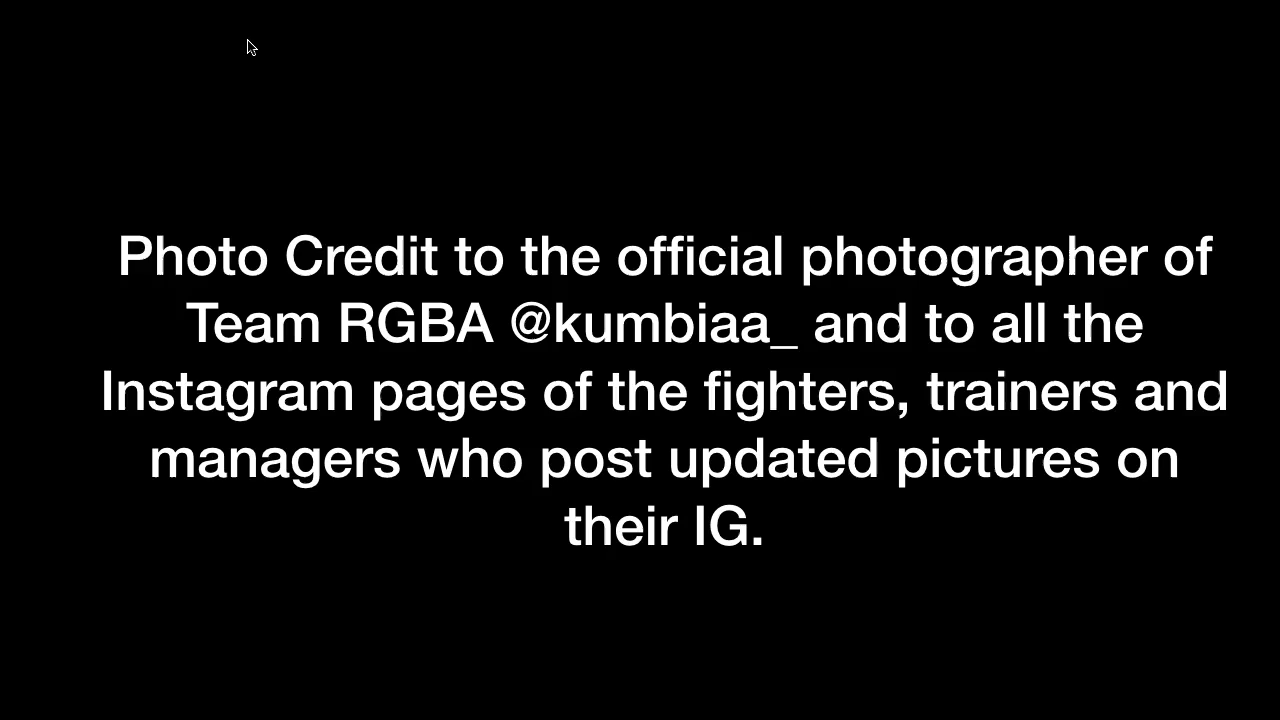 Photo Credit to the official photographer of
Team RGBA @kumbiaa_ and to all the
Instagram pages of the fighters, trainers and
managers who post updated pictures on
their IG.